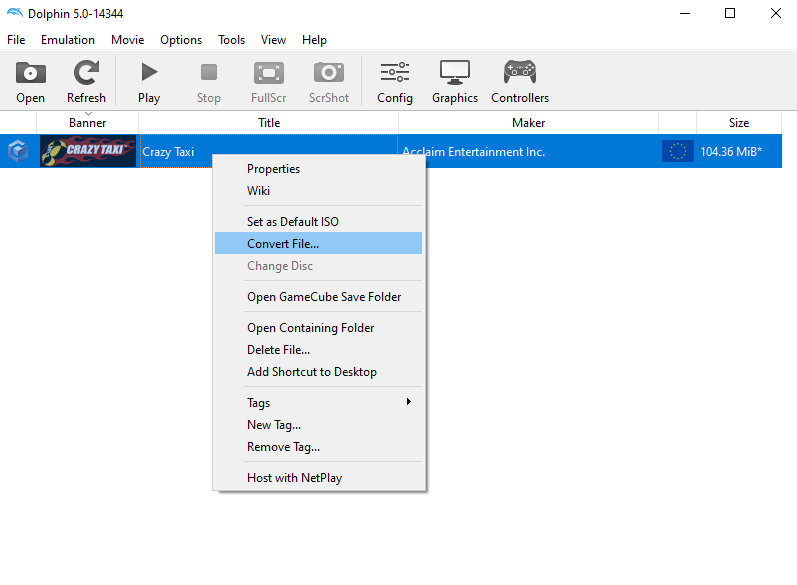 Dolphin 5.0-14344
File Emulation Movie Options Tools View Help
Open Refresh Play Stop FullScr ScrShot Config Graphics Controllers
Banner Title Maker Size
CRAZY TAXI Crazy Taxi Acclaim Entertainment Inc. 104.36 MiB*
Properties
Wiki
Set as Default ISO
Convert File...
Change Disc
Open GameCube Save Folder
Open Containing Folder
Delete File...
Add Shortcut to Desktop
Tags
New Tag...
Remove Tag...
Host with NetPlay